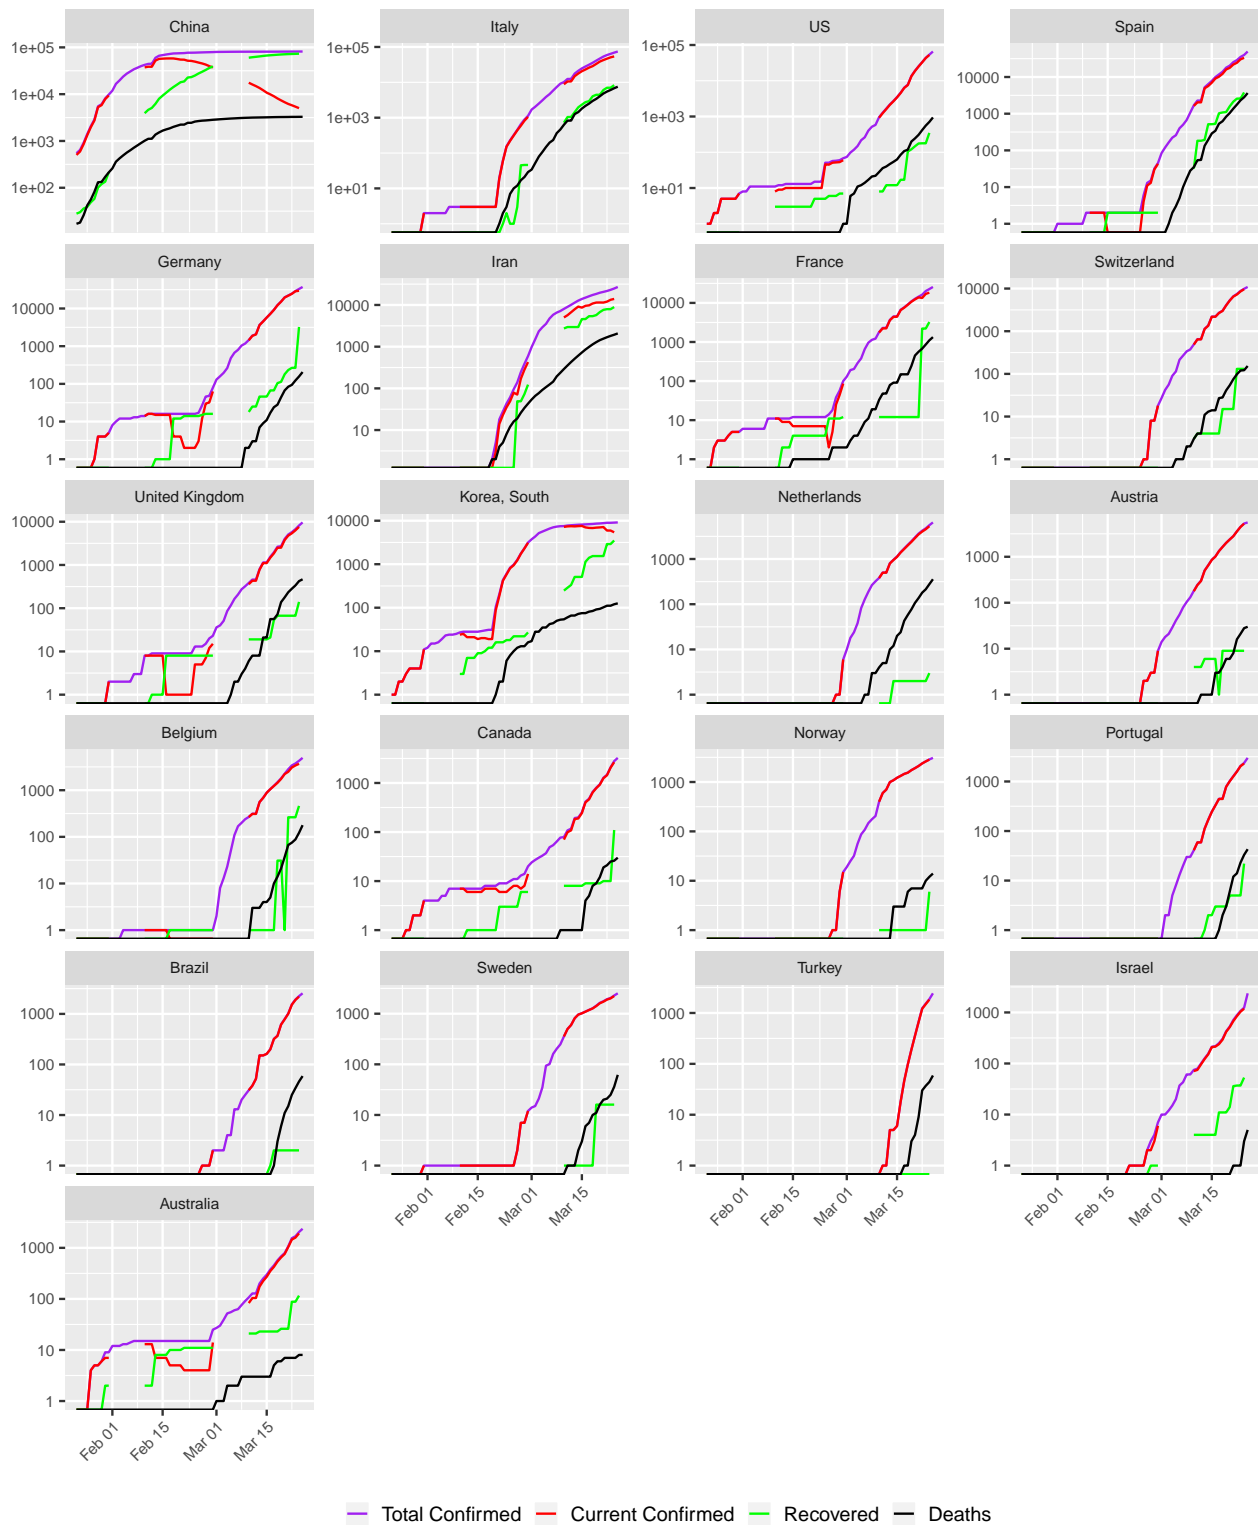 China Italy US Spain
1e+05 1e+05 1e+05
10000
1e+04 1000
1e+03 1e+03 1e+03 100
10
1e+02 1e+01 1e+01 1
Germany Iran France Switzerland
10000 10000 10000 10000
1000 1000 1000 1000
100 100 100 100
10 10 10 10
1 1 1
United Kingdom Korea, South Netherlands Austria
10000 10000
1000 1000 1000 1000
100 100 100 100
10 10 10 10
1 1 1 1
Belgium Canada Norway Portugal
1000 1000 1000 1000
100 100 100 100
10 10 10 10
1 1 1 1
Brazil Sweden Turkey Israel
1000 1000 1000 1000
100 100 100 100
10 10 10 10
1 1 1 1
Feb 01 Feb 15 Mar 01 Mar 15 Feb 01 Feb 15 Mar 01 Mar 15 Feb 01 Feb 15 Mar 01 Mar 15
Australia
1000
100
10
1
Feb 01 Feb 15 Mar 01 Mar 15
Total Confirmed Current Confirmed Recovered Deaths